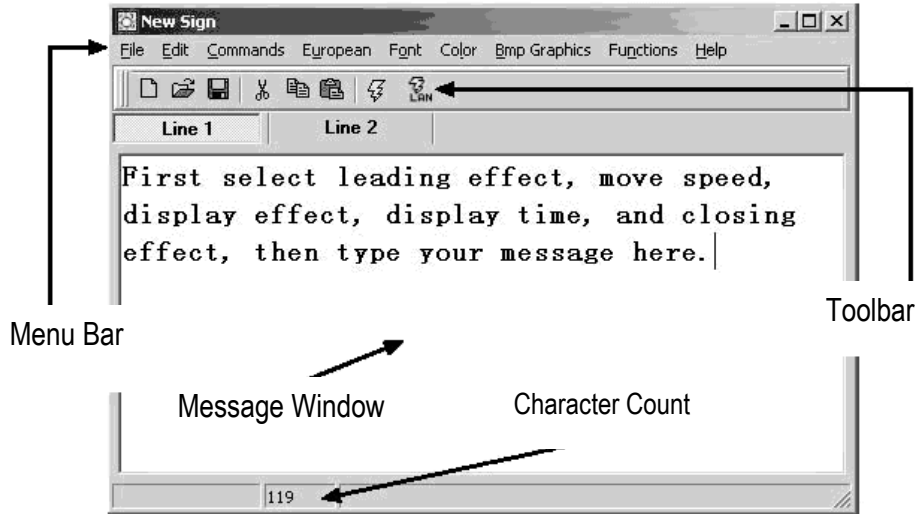 New Sign
File Edit Commands European Font Color Bmp Graphics Functions Help
LAN
Line 1 Line 2
First select leading effect, move speed,
display effect, display time, and closing
effect, then type your message here.
Toolbar
Menu Bar
Message Window Character Count
119